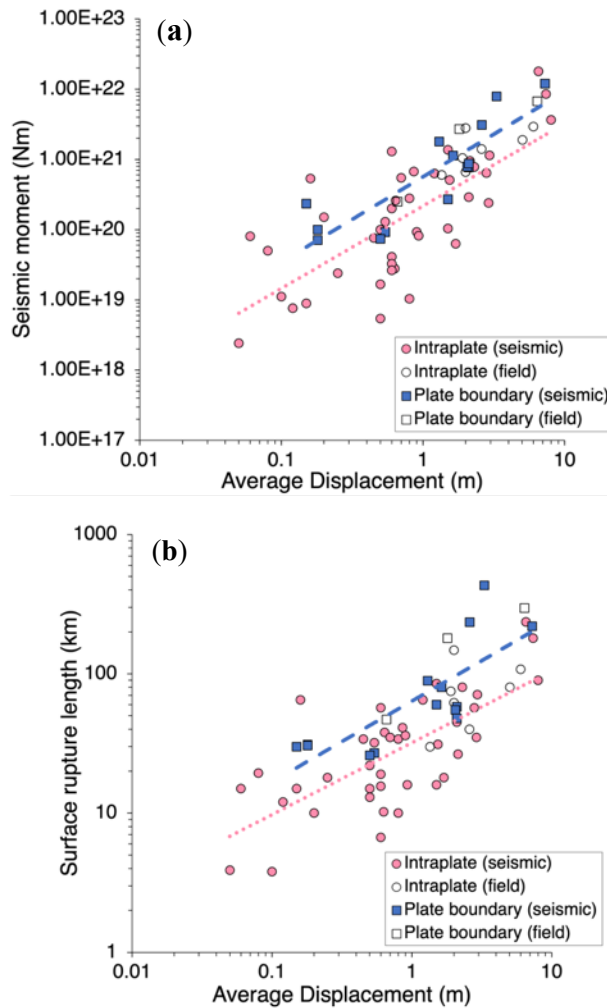 (a)
1.00E+23
1.00E+22
1.00E+21
1.00E+20
1.00E+19
1.00E+18
1.00E+17
Seismic moment (Nm)
Intraplate (seismic)
Intraplate (field)
Plate boundary (seismic)
Plate boundary (field)
0.01 0.1 1 10
Average Displacement (m)
(b)
1000
100
10
1
Surface rupture length (km)
Intraplate (seismic)
Intraplate (field)
Plate boundary (seismic)
Plate boundary (field)
0.01 0.1 1 10
Average Displacement (m)